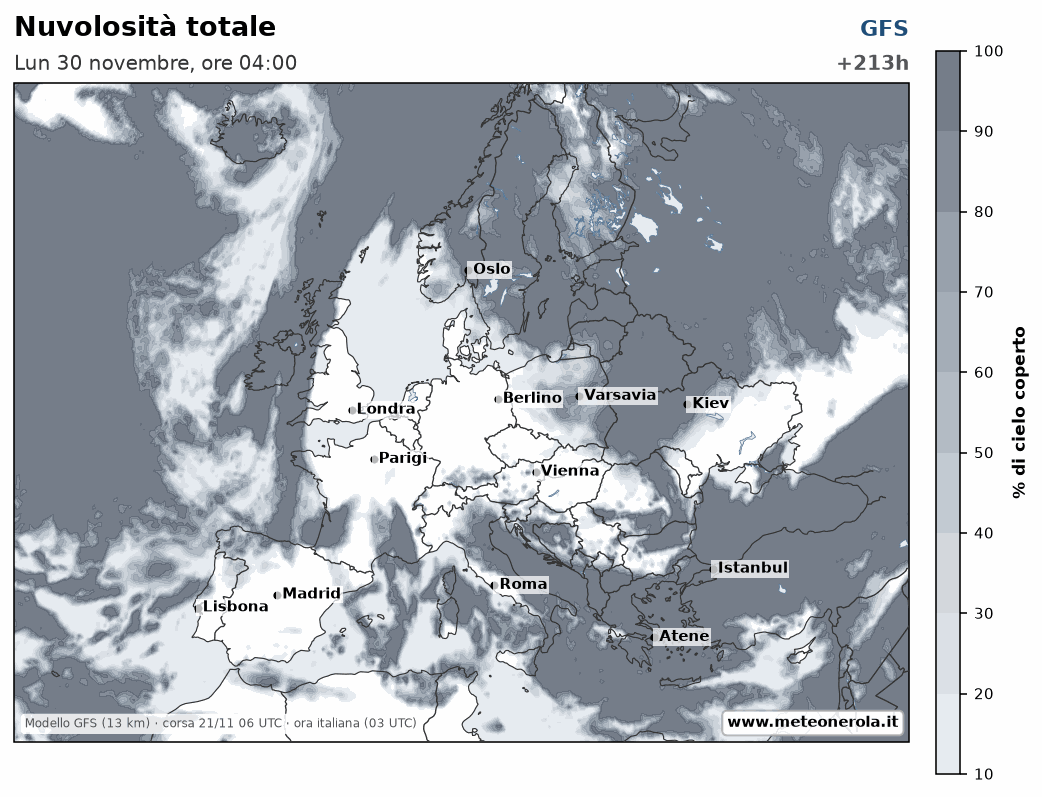 Nuvolosità totale
GFS
Lun 30 novembre, ore 04:00
+213h
100
90
80
70
60
50
40
30
20
10
% di cielo coperto
Oslo
Berlino
Varsavia
Kiev
Londra
Parigi
Vienna
Istanbul
Roma
Madrid
Lisbona
Atene
Modello GFS (13 km) · corsa 21/11 06 UTC · ora italiana (03 UTC)
www.meteonerola.it